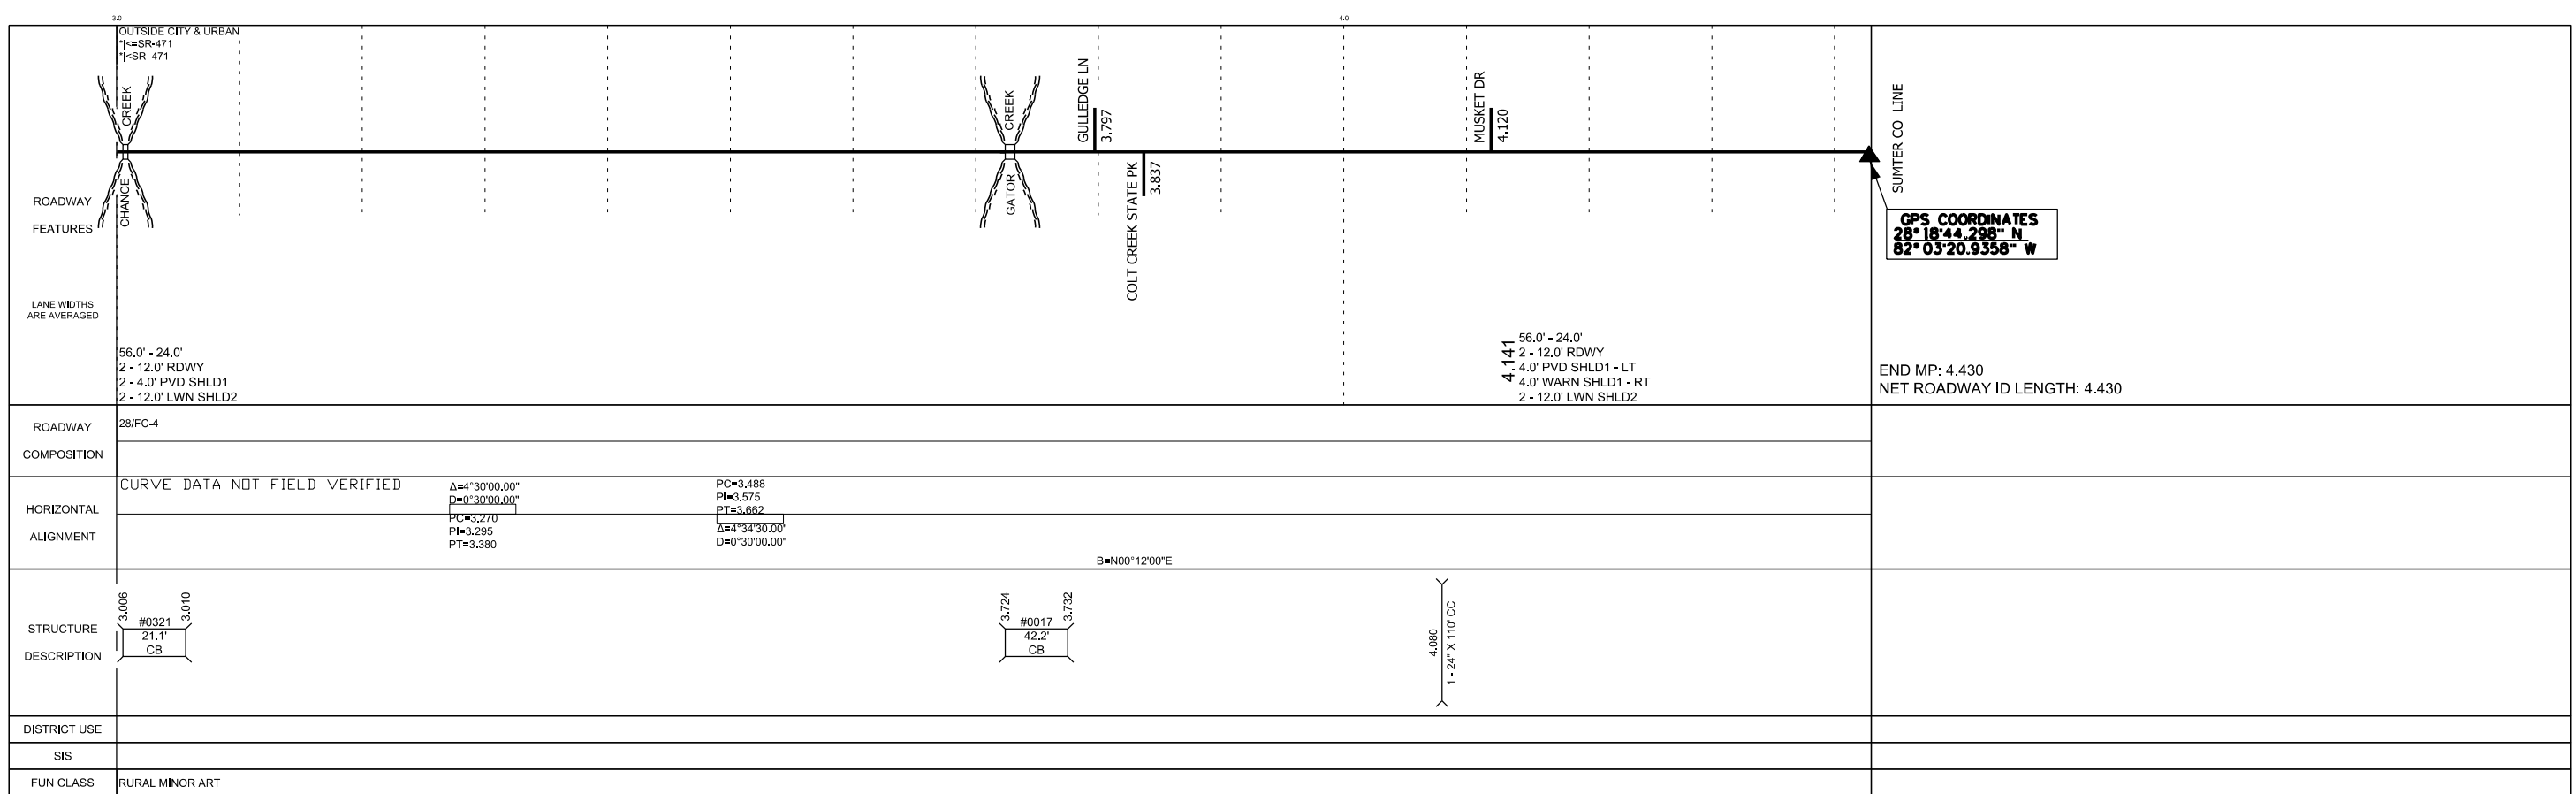 3.0
4.0
OUTSIDE CITY & URBAN
*|<=SR-471
*|<SR 471
CREEK
CHANCE
CREEK
GATOR
GULLEDGE LN
3.797
COLT CREEK STATE PK
3.837
MUSKET DR
4.120
SUMTER CO LINE
GPS COORDINATES
28° 18'44.298" N
82° 03'20.9358" W
ROADWAY
FEATURES
LANE WIDTHS
ARE AVERAGED
56.0' - 24.0'
2 - 12.0' RDWY
2 - 4.0' PVD SHLD1
2 - 12.0' LWN SHLD2
4.141
56.0' - 24.0'
2 - 12.0' RDWY
4.0' PVD SHLD1 - LT
4.0' WARN SHLD1 - RT
2 - 12.0' LWN SHLD2
END MP: 4.430
NET ROADWAY ID LENGTH: 4.430
ROADWAY
COMPOSITION
28/FC-4
HORIZONTAL
ALIGNMENT
CURVE DATA NOT FIELD VERIFIED
Δ=4°30'00.00"
D=0°30'00.00"
PC=3.270
PI=3.295
PT=3.380
PC=3.488
PI=3.575
PT=3.662
Δ=4°34'30.00"
D=0°30'00.00"
B=N00°12'00"E
STRUCTURE
DESCRIPTION
3.006
3.010
#0321
21.1'
CB
3.724
3.732
#0017
42.2'
CB
4.080
1 - 24" X 110' CC
DISTRICT USE
SIS
FUN CLASS
RURAL MINOR ART